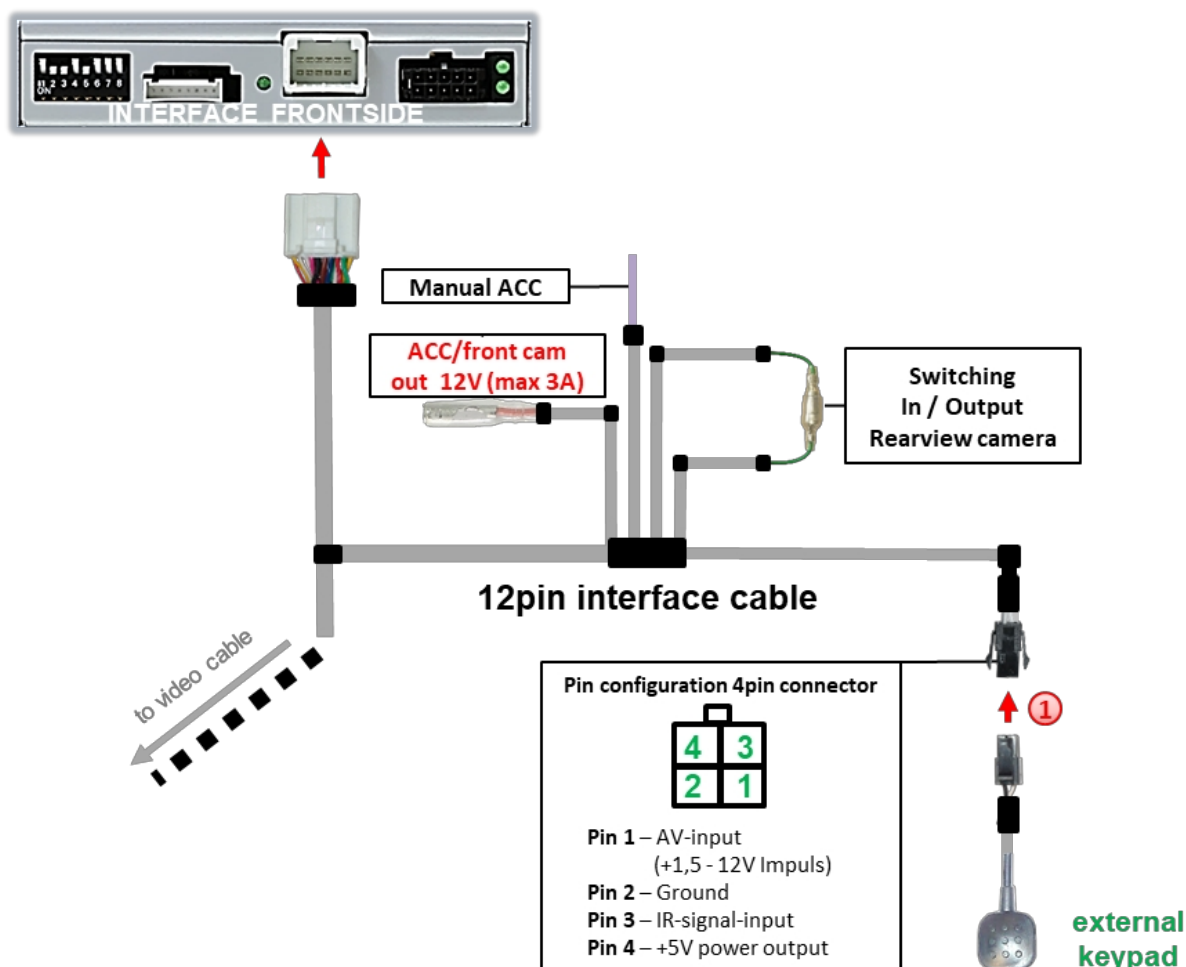 1 2 3 4 5 6 7 8
ON
INTERFACE FRONTSIDE
Manual ACC
ACC/front cam
out 12V (max 3A)
Switching
In / Output
Rearview camera
12pin interface cable
to video cable
Pin configuration 4pin connector
4 3
2 1
Pin 1 – AV-input
(+1,5 - 12V Impuls)
Pin 2 – Ground
Pin 3 – IR-signal-input
Pin 4 – +5V power output
1
external
keypad